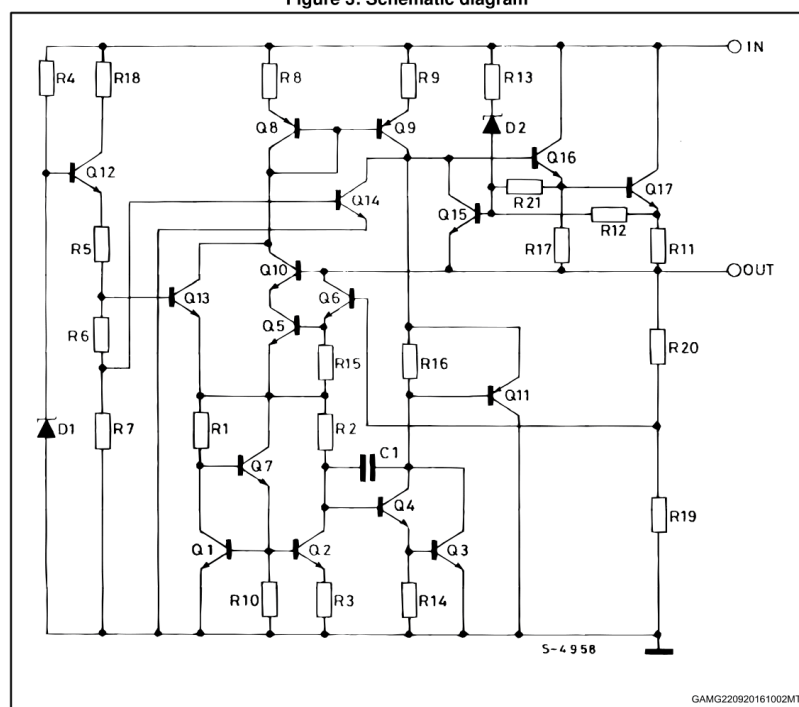 Figure 3. Schematic diagram
IN
R4
R18
R8
R9
R13
D2
Q8
Q9
Q16
Q12
Q14
Q15
R21
Q17
R12
R5
R17
R11
Q10
OUT
Q13
Q6
R6
Q5
R20
R15
R16
Q11
D1
R7
R1
R2
C1
Q7
Q4
R19
Q1
Q2
Q3
R10
R3
R14
S-4958
GAMG220920161002MT